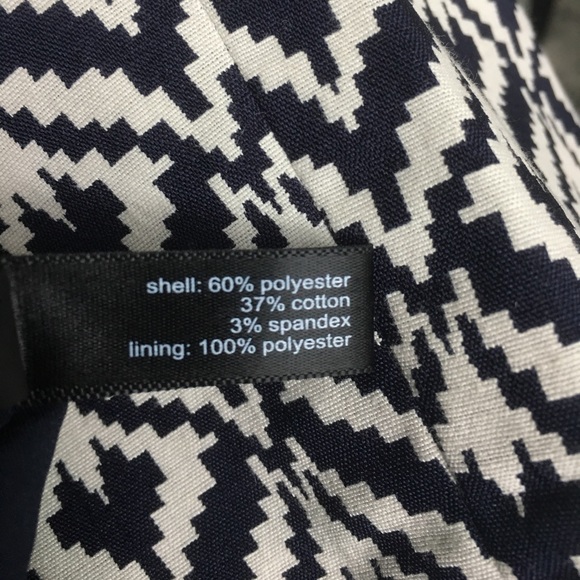 shell: 60% polyester
37% cotton
3% spandex
lining: 100% polyester